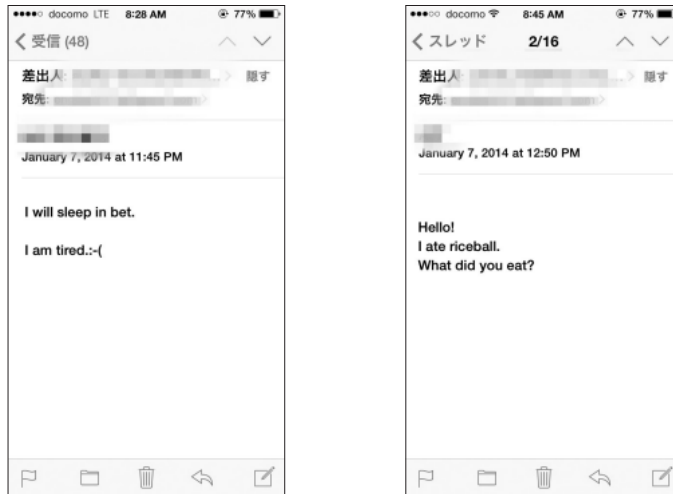 docomo LTE 8:28 AM 77%
受信 (48)
差出人:
隠す
宛先:
January 7, 2014 at 11:45 PM
I will sleep in bet.
I am tired.:-(
docomo 8:45 AM 77%
スレッド 2/16
差出人:
隠す
宛先:
January 7, 2014 at 12:50 PM
Hello!
I ate riceball.
What did you eat?